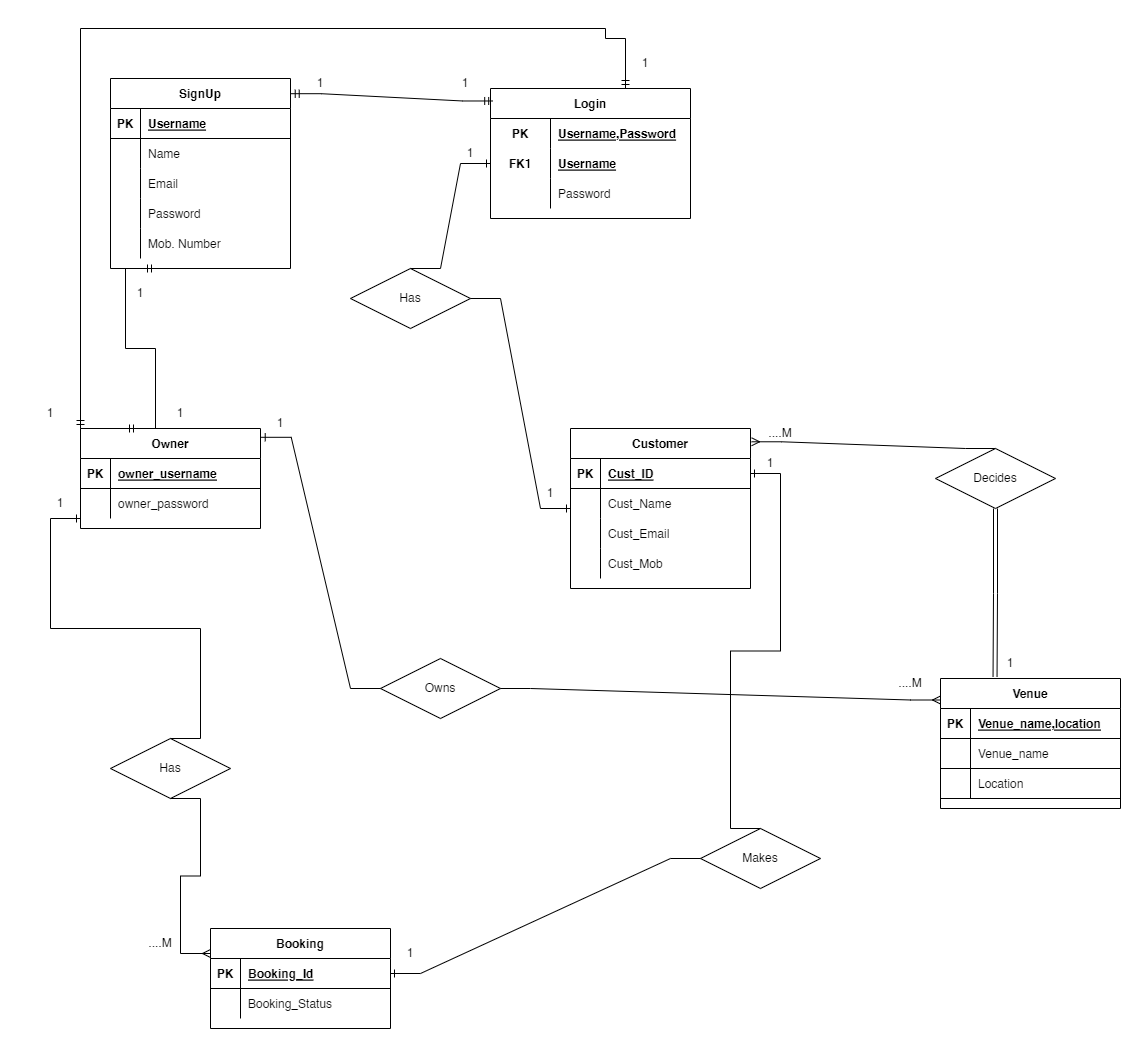 1
1
1
SignUp
PK Username
Name
Email
Password
Mob. Number
Login
PK Username,Password
FK1 Username
Password
1
1
Has
1
1
1
Owner
PK owner_username
owner_password
1
....M
Customer
PK Cust_ID
Cust_Name
Cust_Email
Cust_Mob
1
1
Decides
1
....M
Owns
Venue
PK Venue_name,location
Venue_name
Location
Has
Makes
....M
1
Booking
PK Booking_Id
Booking_Status